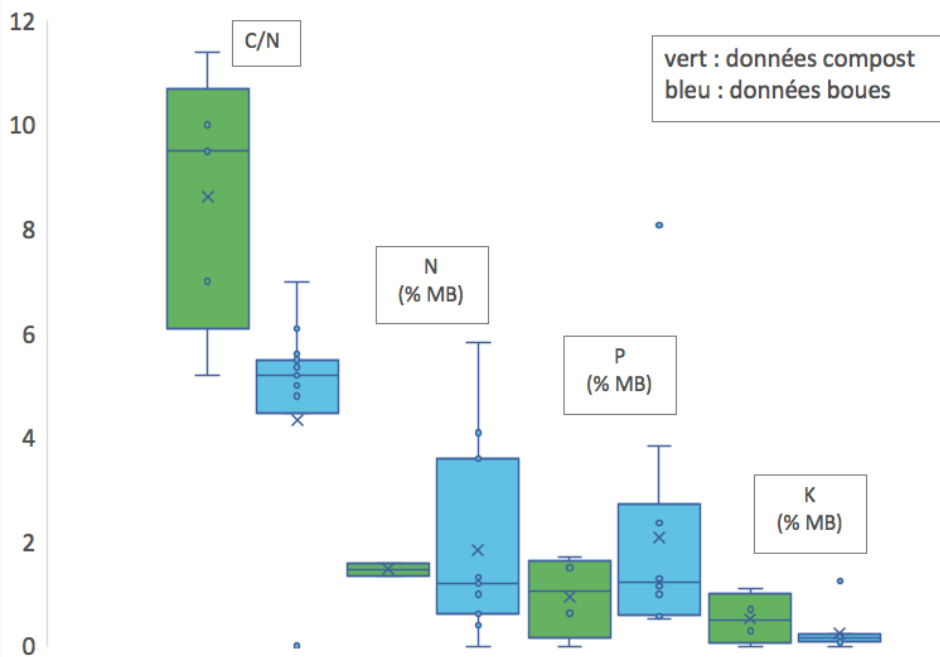 12
10
8
6
4
2
0
C/N
vert : données compost
bleu : données boues
N
(% MB)
P
(% MB)
K
(% MB)